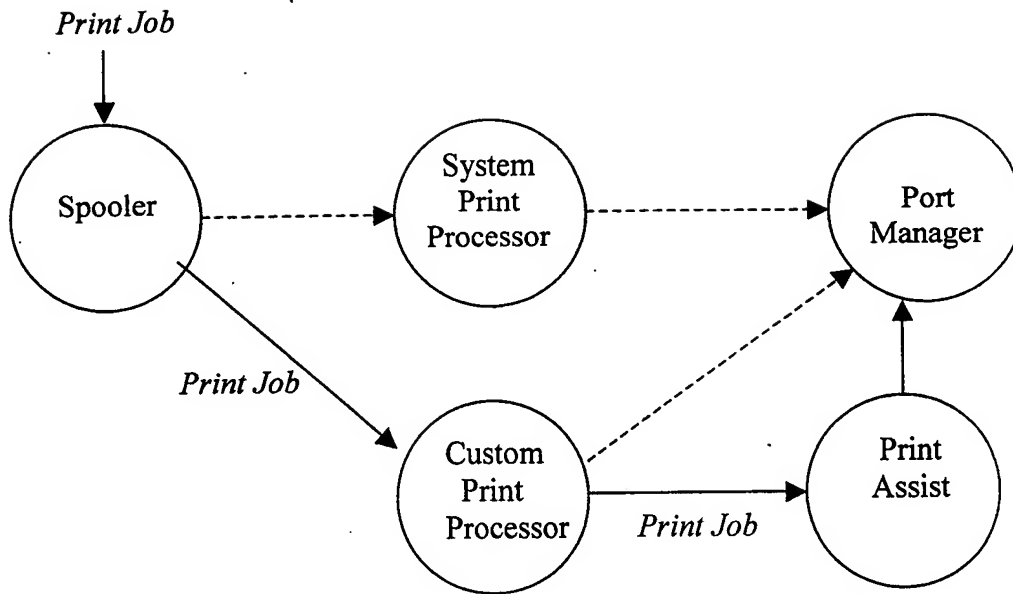 Print Job
Spooler
System
Print
Processor
Port
Manager
Print Job
Custom
Print
Processor
Print Job
Print
Assist